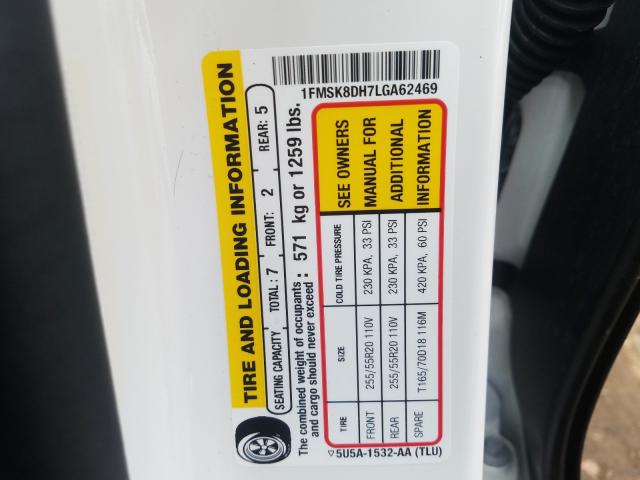 1FMSK8DH7LGA62469
TIRE AND LOADING INFORMATION
SEATING CAPACITY TOTAL: 7 FRONT: 2 REAR: 5
The combined weight of occupants and cargo should never exceed : 571 kg or 1259 lbs.
TIRE SIZE COLD TIRE PRESSURE
FRONT 255/55R20 110V 230 KPA, 33 PSI
REAR 255/55R20 110V 230 KPA, 33 PSI
SPARE T165/70D18 116M 420 KPA, 60 PSI
SEE OWNERS
MANUAL FOR
ADDITIONAL
INFORMATION
5U5A-1532-AA (TLU)